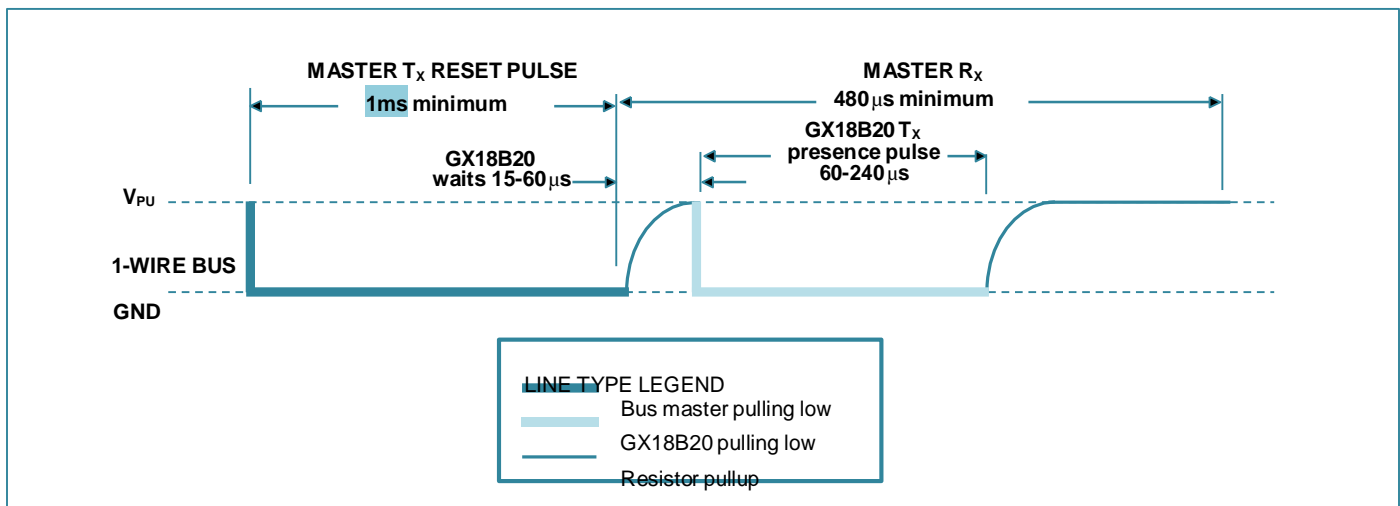 MASTER TX RESET PULSE
1ms minimum
MASTER RX
480µs minimum
GX18B20 TX
presence pulse
60-240µs
GX18B20
waits 15-60µs
VPU
1-WIRE BUS
GND
LINE TYPE LEGEND
Bus master pulling low
GX18B20 pulling low
Resistor pullup